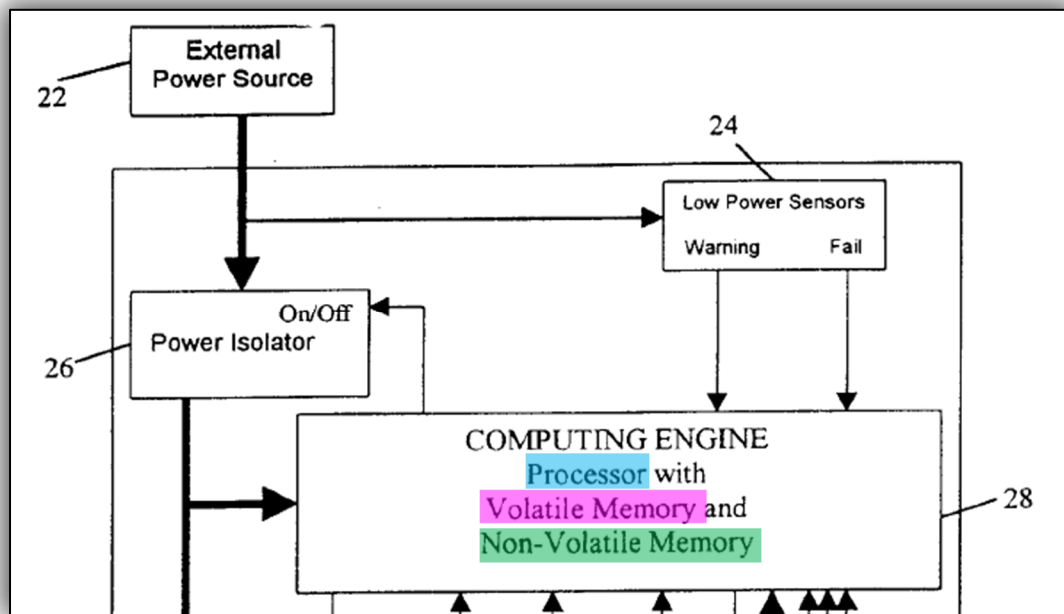 External
Power Source
22
24
Low Power Sensors
Warning Fail
On/Off
Power Isolator
26
COMPUTING ENGINE
Processor with
Volatile Memory and
Non-Volatile Memory
28